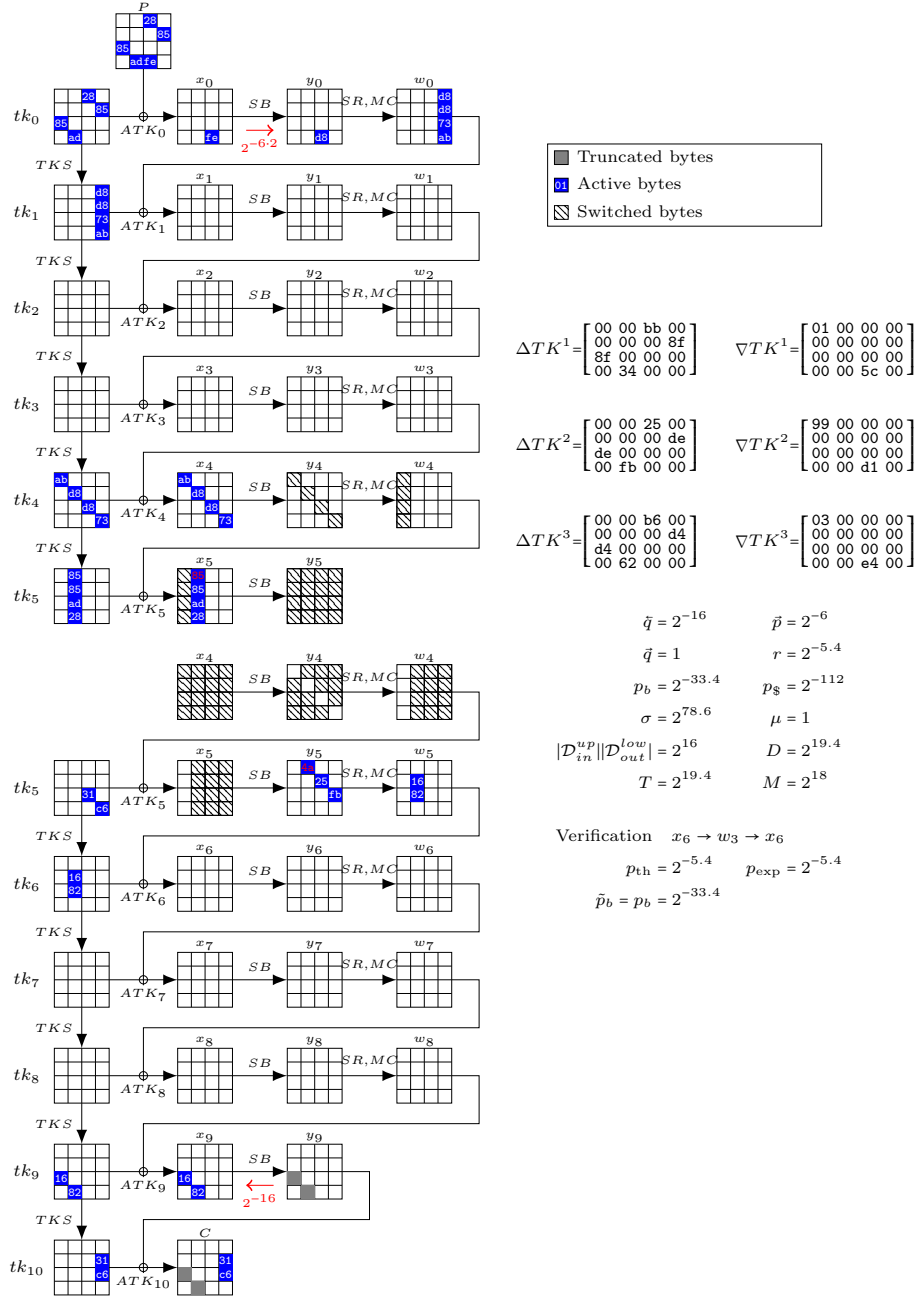 P
28
85
85
adfe
x0 y0 w0
tk0 28 85 85 ad ATK0 fe SB 2^−6·2 d8 SR,MC d8 d8 73 ab
TKS
x1 y1 w1
tk1 d8 d8 73 ab ATK1 SB SR,MC
TKS
x2 y2 w2
tk2 ATK2 SB SR,MC
TKS
x3 y3 w3
tk3 ATK3 SB SR,MC
TKS
x4 y4 w4
tk4 ab d8 d8 73 ATK4 ab d8 d8 73 SB SR,MC
TKS
x5 y5
tk5 85 85 ad 28 ATK5 85 ad 28 SB
x4 y4 w4
SB SR,MC
x5 y5 w5
tk5 31 c6 ATK5 SB 25 fb SR,MC 16 82
TKS
x6 y6 w6
tk6 16 82 ATK6 SB SR,MC
TKS
x7 y7 w7
tk7 ATK7 SB SR,MC
TKS
x8 y8 w8
tk8 ATK8 SB SR,MC
TKS
x9 y9
tk9 16 82 ATK9 16 82 SB 2^−16
TKS
C
tk10 31 c6 ATK10 31 c6
Truncated bytes
01 Active bytes
Switched bytes
ΔTK^1=[00 00 bb 00 ∇TK^1=[01 00 00 00
00 00 00 8f 00 00 00 00
8f 00 00 00 00 00 00 00
00 34 00 00] 00 00 5c 00]
ΔTK^2=[00 00 25 00 ∇TK^2=[99 00 00 00
00 00 00 de 00 00 00 00
de 00 00 00 00 00 00 00
00 fb 00 00] 00 00 d1 00]
ΔTK^3=[00 00 b6 00 ∇TK^3=[03 00 00 00
00 00 00 d4 00 00 00 00
d4 00 00 00 00 00 00 00
00 62 00 00] 00 00 e4 00]
q̃ = 2^−16 p⃗ = 2^−6
q⃗ = 1 r = 2^−5.4
p_b = 2^−33.4 p_$ = 2^−112
σ = 2^78.6 μ = 1
|D_in^up||D_out^low| = 2^16 D = 2^19.4
T = 2^19.4 M = 2^18
Verification x6 → w3 → x6
p_th = 2^−5.4 p_exp = 2^−5.4
p̃_b = p_b = 2^−33.4